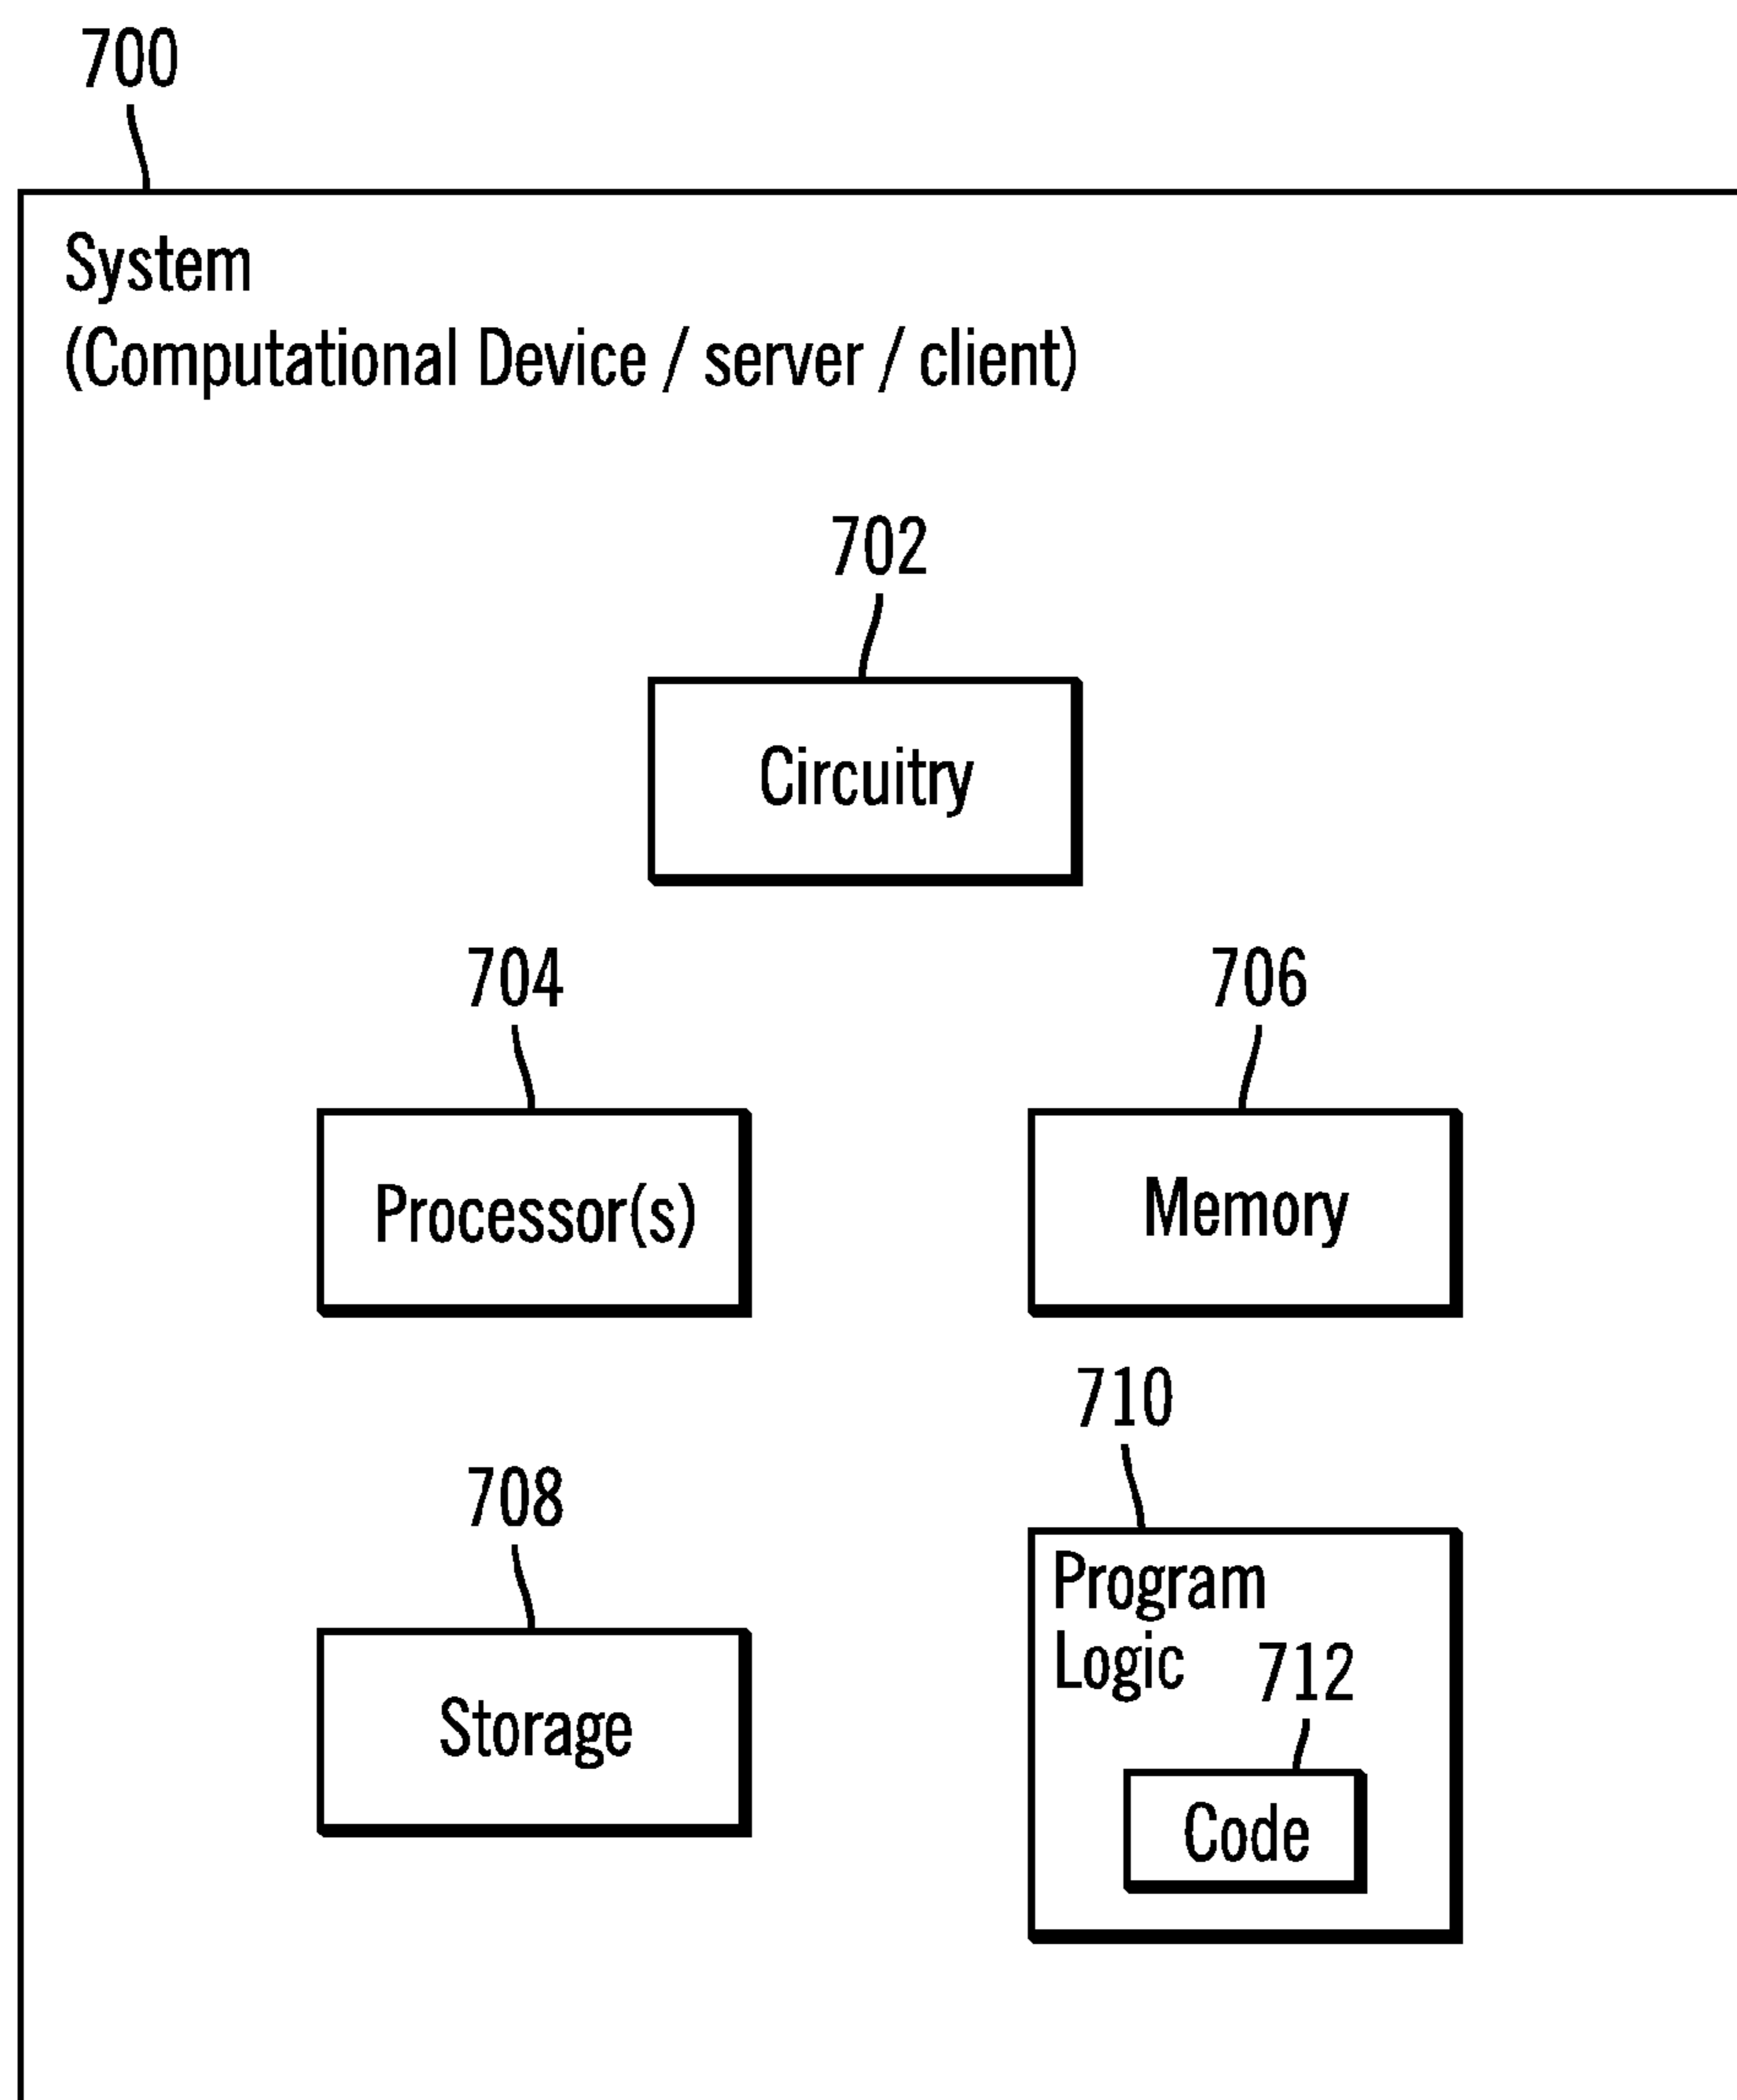 700
System
(Computational Device / server / client)
702
Circuitry
704
706
Processor(s)
Memory
710
708
Program
Logic 712
Storage
Code